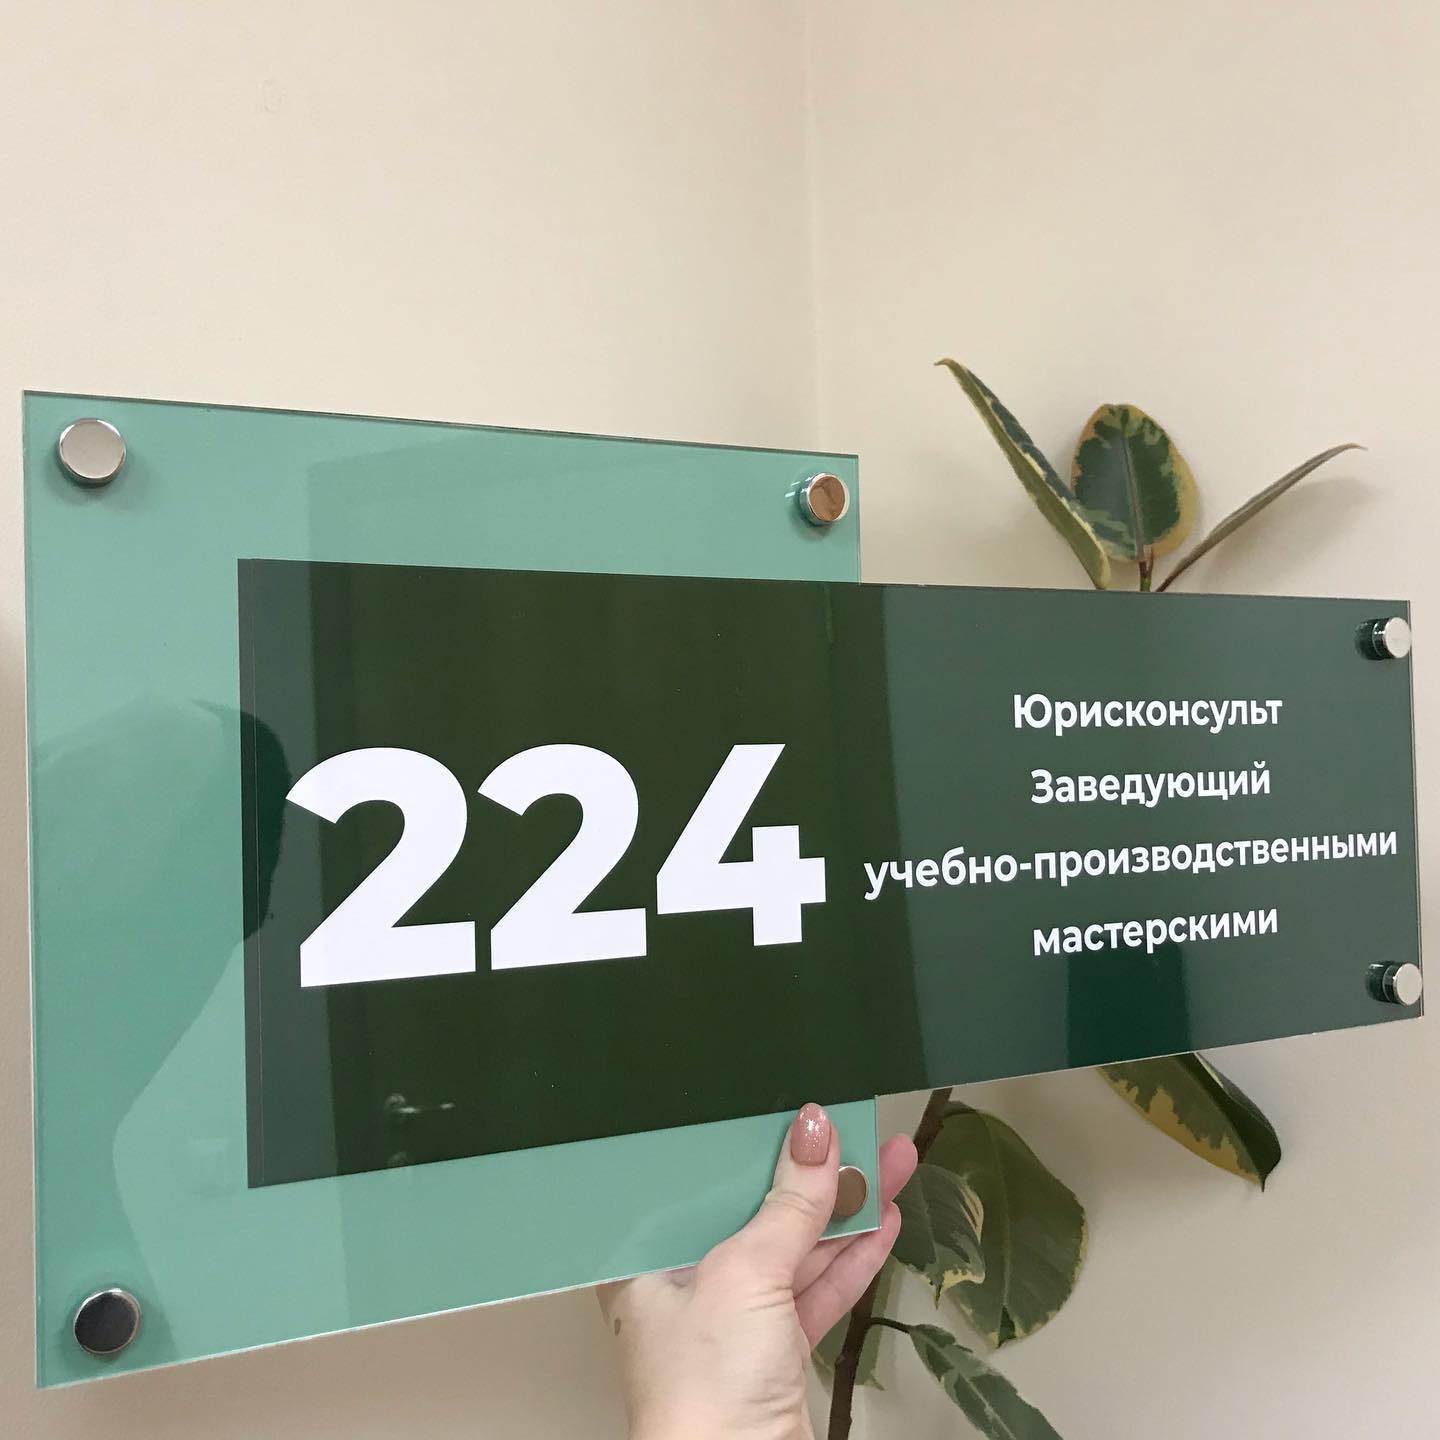 224
Юрисконсульт
Заведующий
учебно-производственными
мастерскими